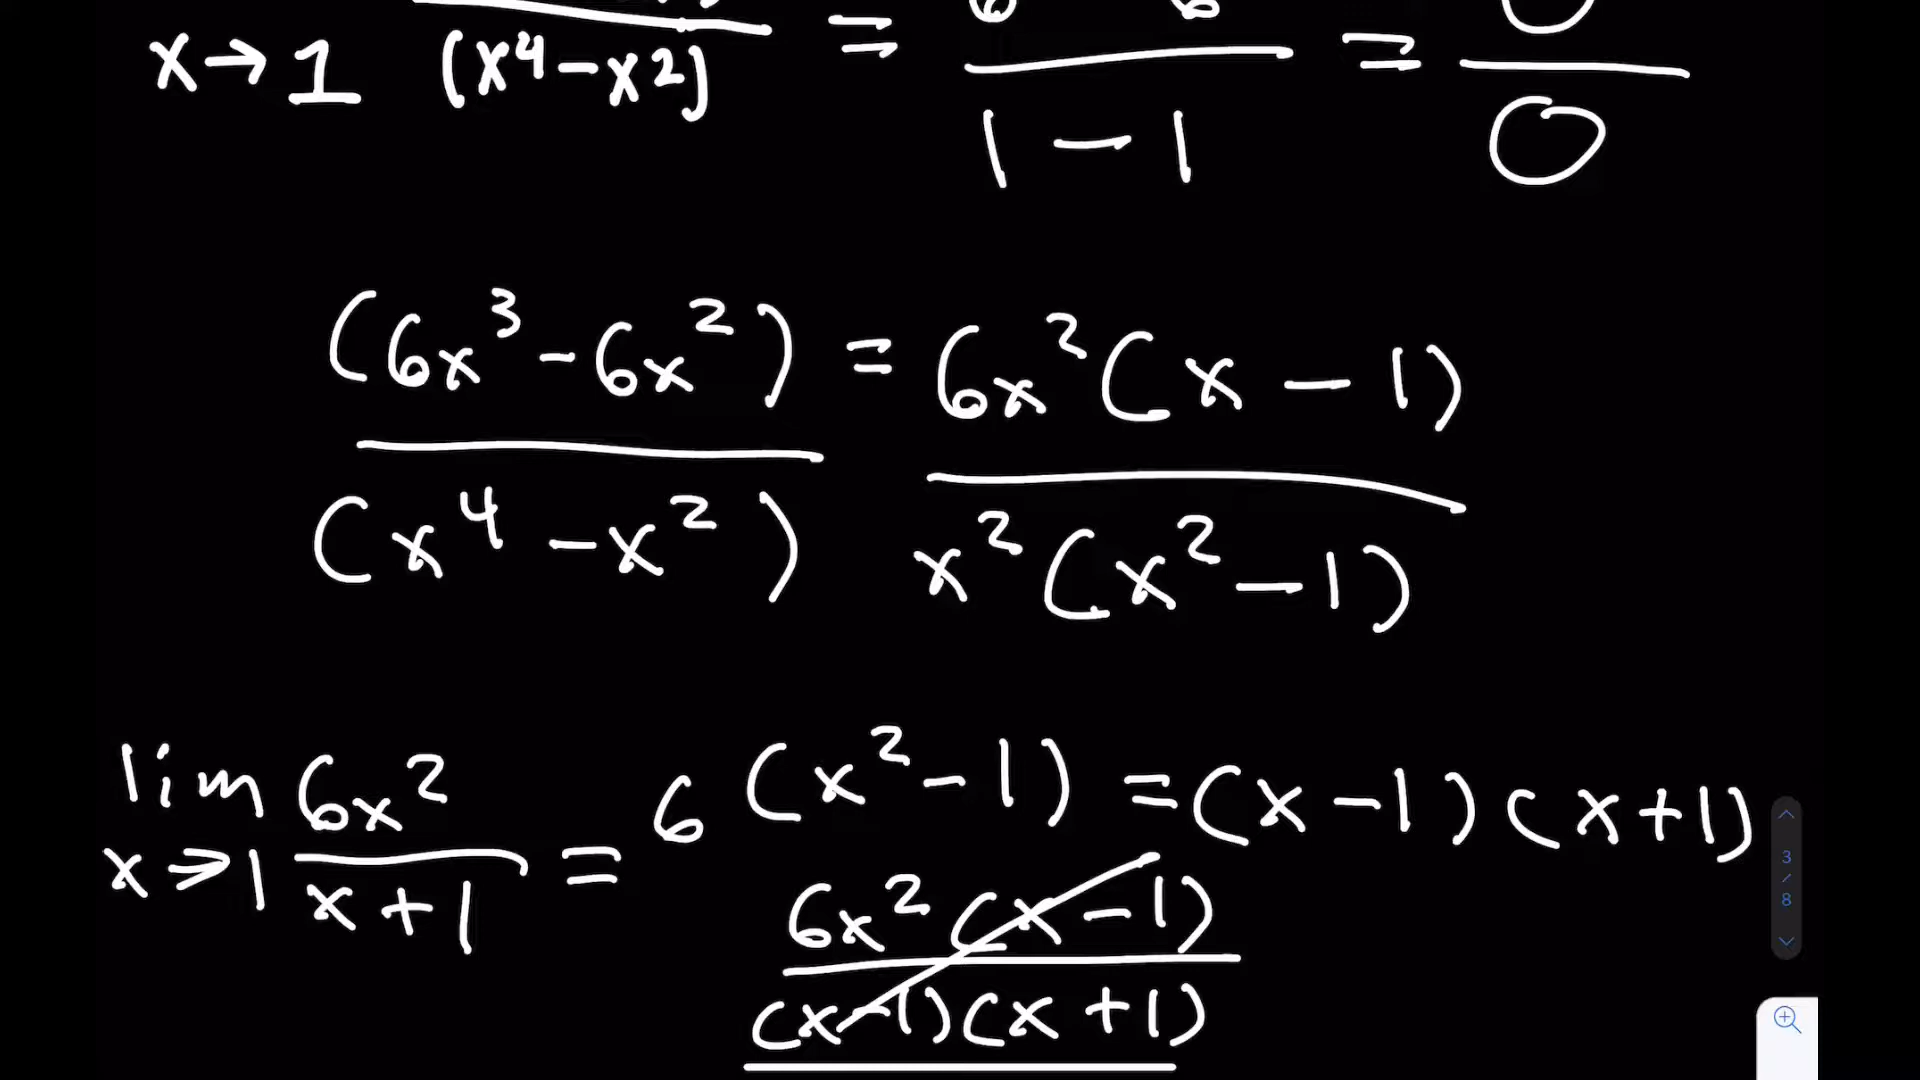 x→1 (x⁴-x²) = 1-1 = 0
(6x³-6x²) = 6x²(x-1)
(x⁴-x²) x²(x²-1)
lim 6x² 6 (x²-1) = (x-1)(x+1)
x→1 x+1 =
6x²(x-1)
(x-1)(x+1)
3
/
8